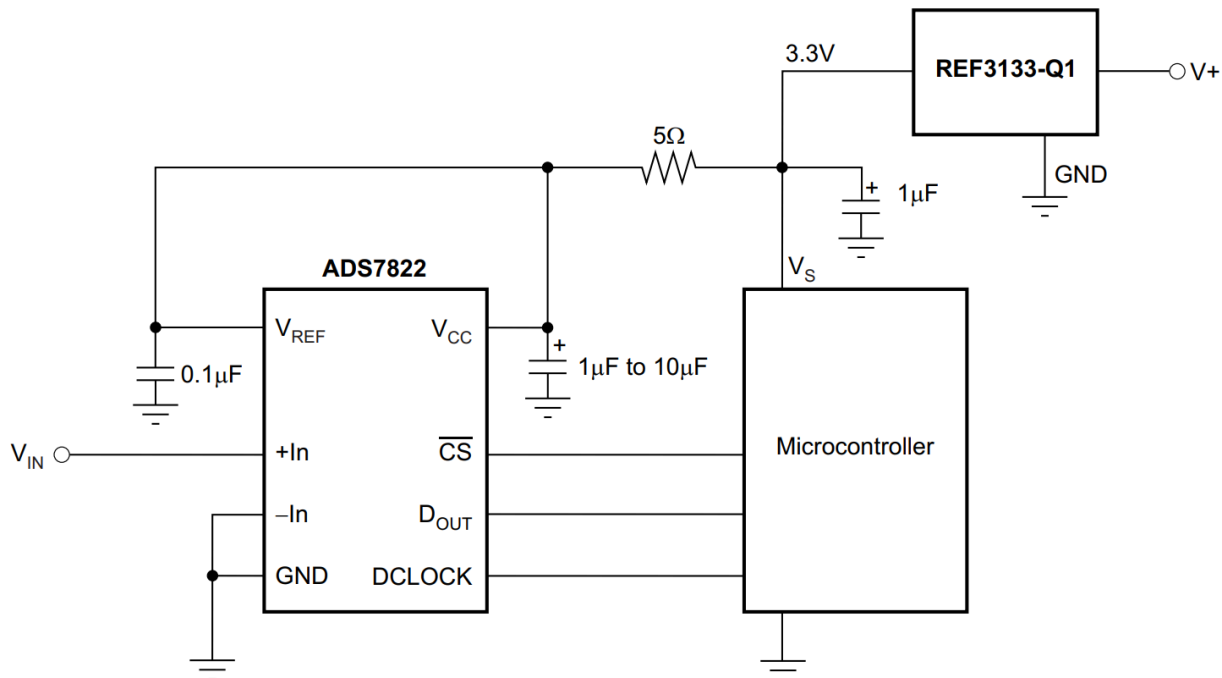 REF3133-Q1
3.3V
V+
5Ω
GND
+ 1μF
ADS7822
VS
VREF
VCC
+
0.1μF
1μF to 10μF
VIN
+In
CS
Microcontroller
–In
DOUT
GND
DCLOCK